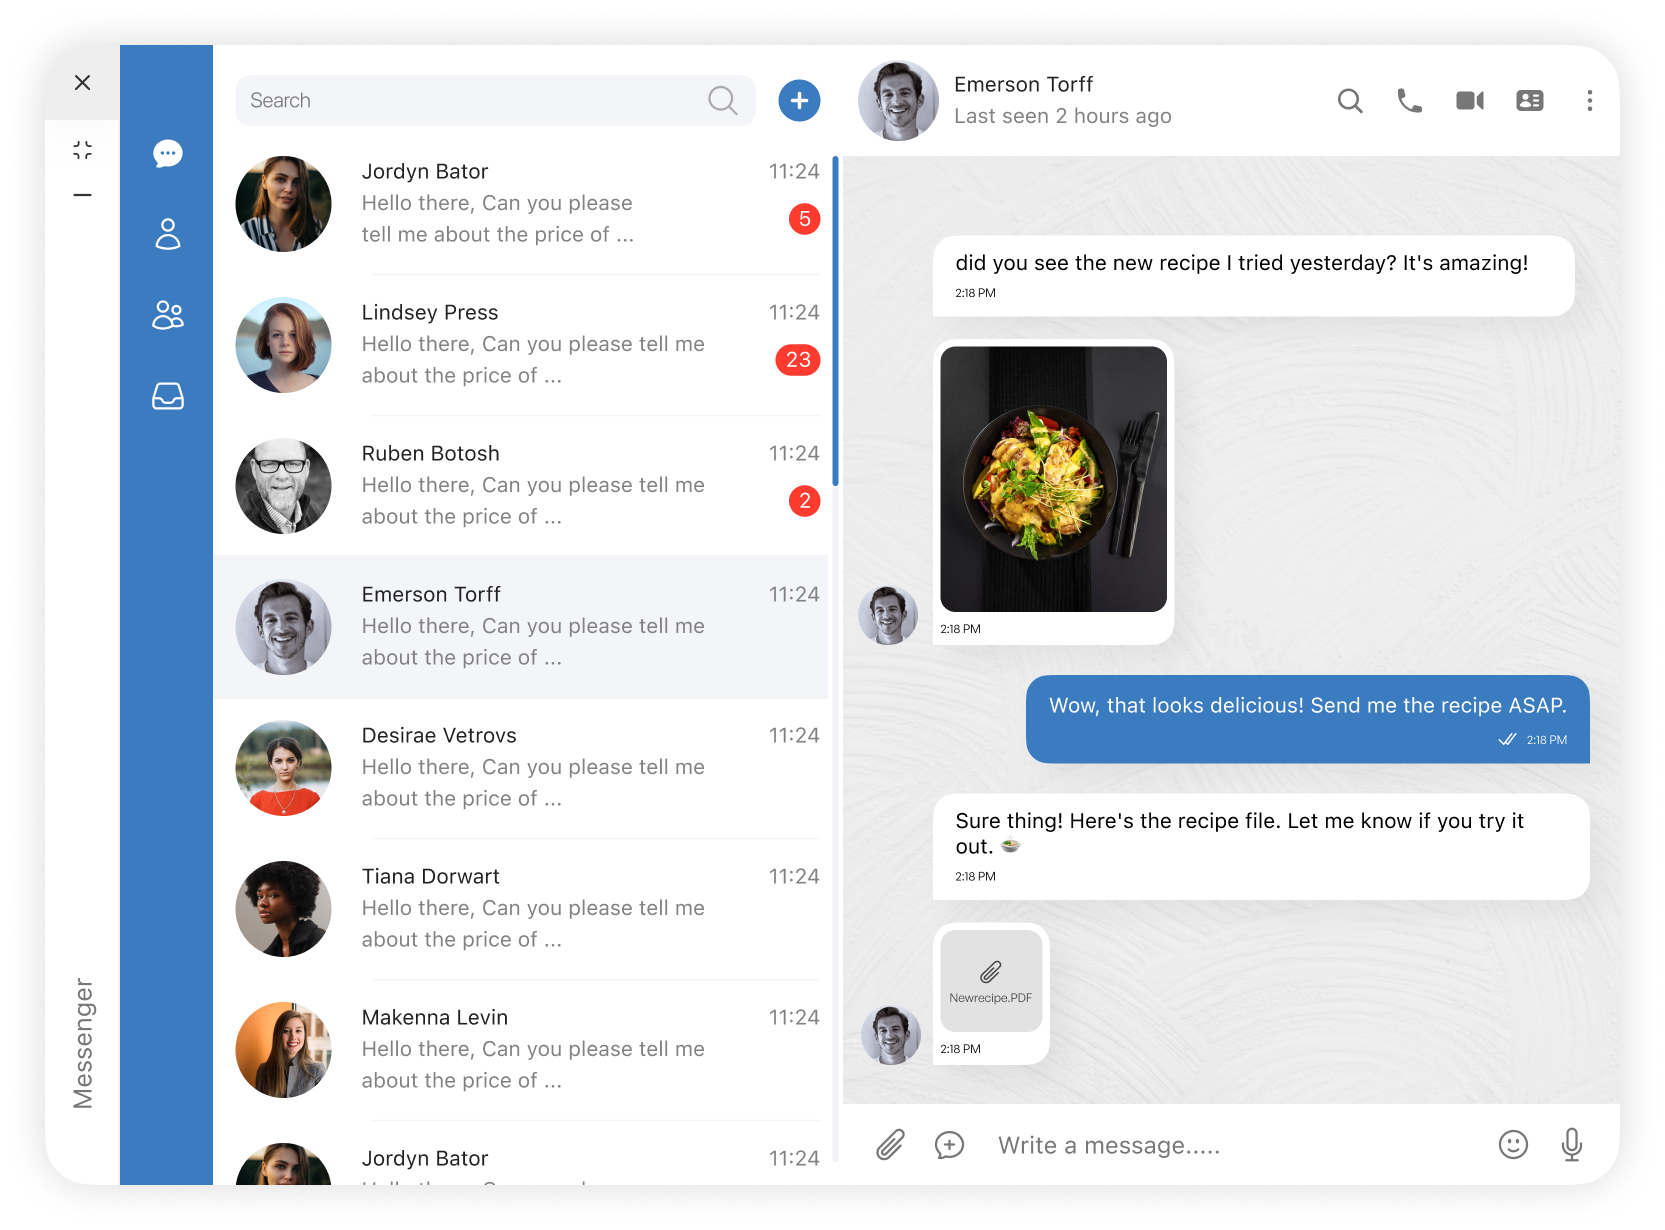 Messenger
Search
Jordyn Bator
11:24
Hello there, Can you please
tell me about the price of ...
5
Lindsey Press
11:24
Hello there, Can you please tell me
about the price of ...
23
Ruben Botosh
11:24
Hello there, Can you please tell me
about the price of ...
2
Emerson Torff
11:24
Hello there, Can you please tell me
about the price of ...
Desirae Vetrovs
11:24
Hello there, Can you please tell me
about the price of ...
Tiana Dorwart
11:24
Hello there, Can you please tell me
about the price of ...
Makenna Levin
11:24
Hello there, Can you please tell me
about the price of ...
Jordyn Bator
11:24
Emerson Torff
Last seen 2 hours ago
did you see the new recipe I tried yesterday? It's amazing!
2:18 PM
2:18 PM
Wow, that looks delicious! Send me the recipe ASAP.
2:18 PM
Sure thing! Here's the recipe file. Let me know if you try it
out. 🍲
2:18 PM
Newrecipe.PDF
2:18 PM
Write a message.....